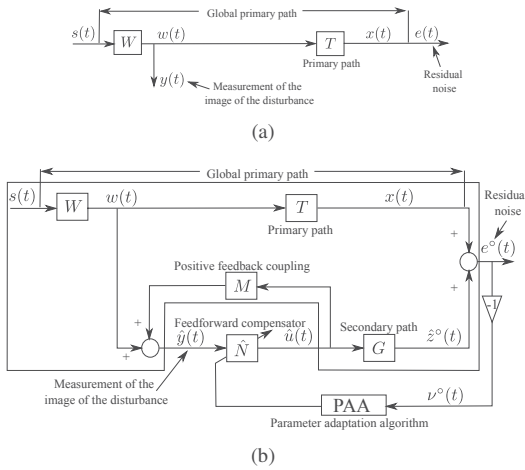 Global primary path
s(t)
W
w(t)
T
x(t)
e(t)
Primary path
y(t)
Measurement of the
image of the disturbance
Residual
noise
(a)
Global primary path
s(t)
W
w(t)
T
x(t)
Residua
noise
Primary path
+
e°(t)
Positive feedback coupling
M
+
-1
+
Feedforward compensator
Secondary path
+
ŷ(t)
N̂
û(t)
G
ẑ°(t)
Measurement of the
image of the disturbance
PAA
ν°(t)
Parameter adaptation algorithm
(b)